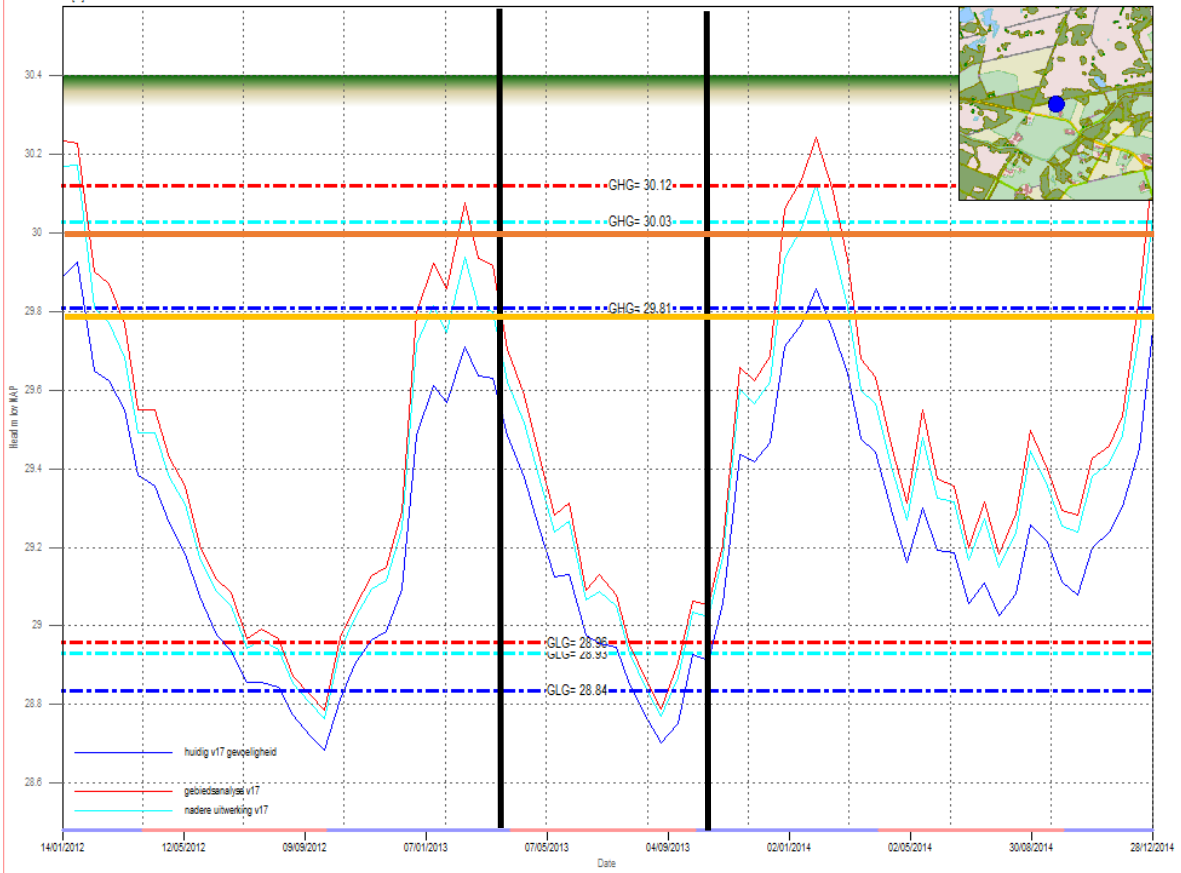 30.4
30.2
GHG= 30.12
GHG= 30.03
30
GHG= 29.81
29.8
29.6
29.4
29.2
29
GLG= 28.96
GLG= 28.93
GLG= 28.84
28.8
28.6
huidig v17 gevoeligheid
gebiedsanalyse v17
nadere uitwerking v17
14/01/2012 12/05/2012 09/09/2012 07/01/2013 07/05/2013 04/09/2013 02/01/2014 02/05/2014 30/08/2014 28/12/2014
Date